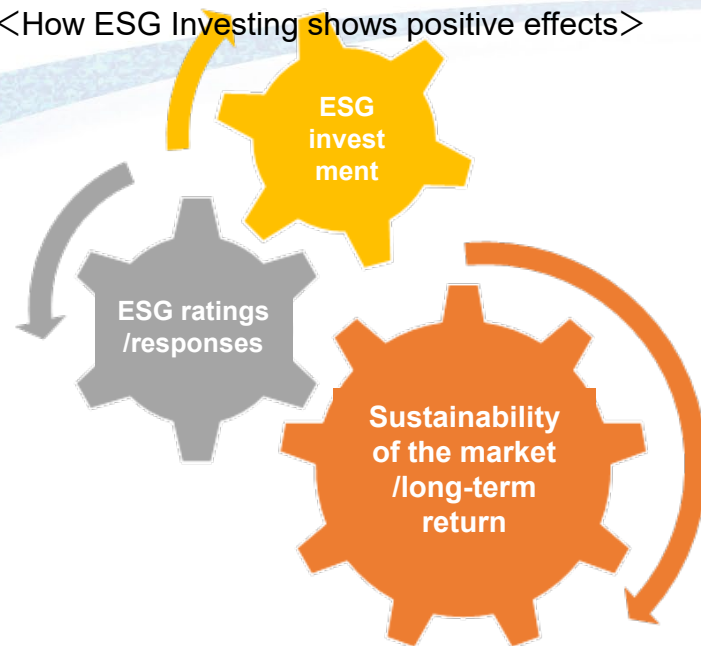 ＜How ESG Investing shows positive effects＞
ESG
invest
ment
ESG ratings
/responses
Sustainability
of the market
/long-term
return